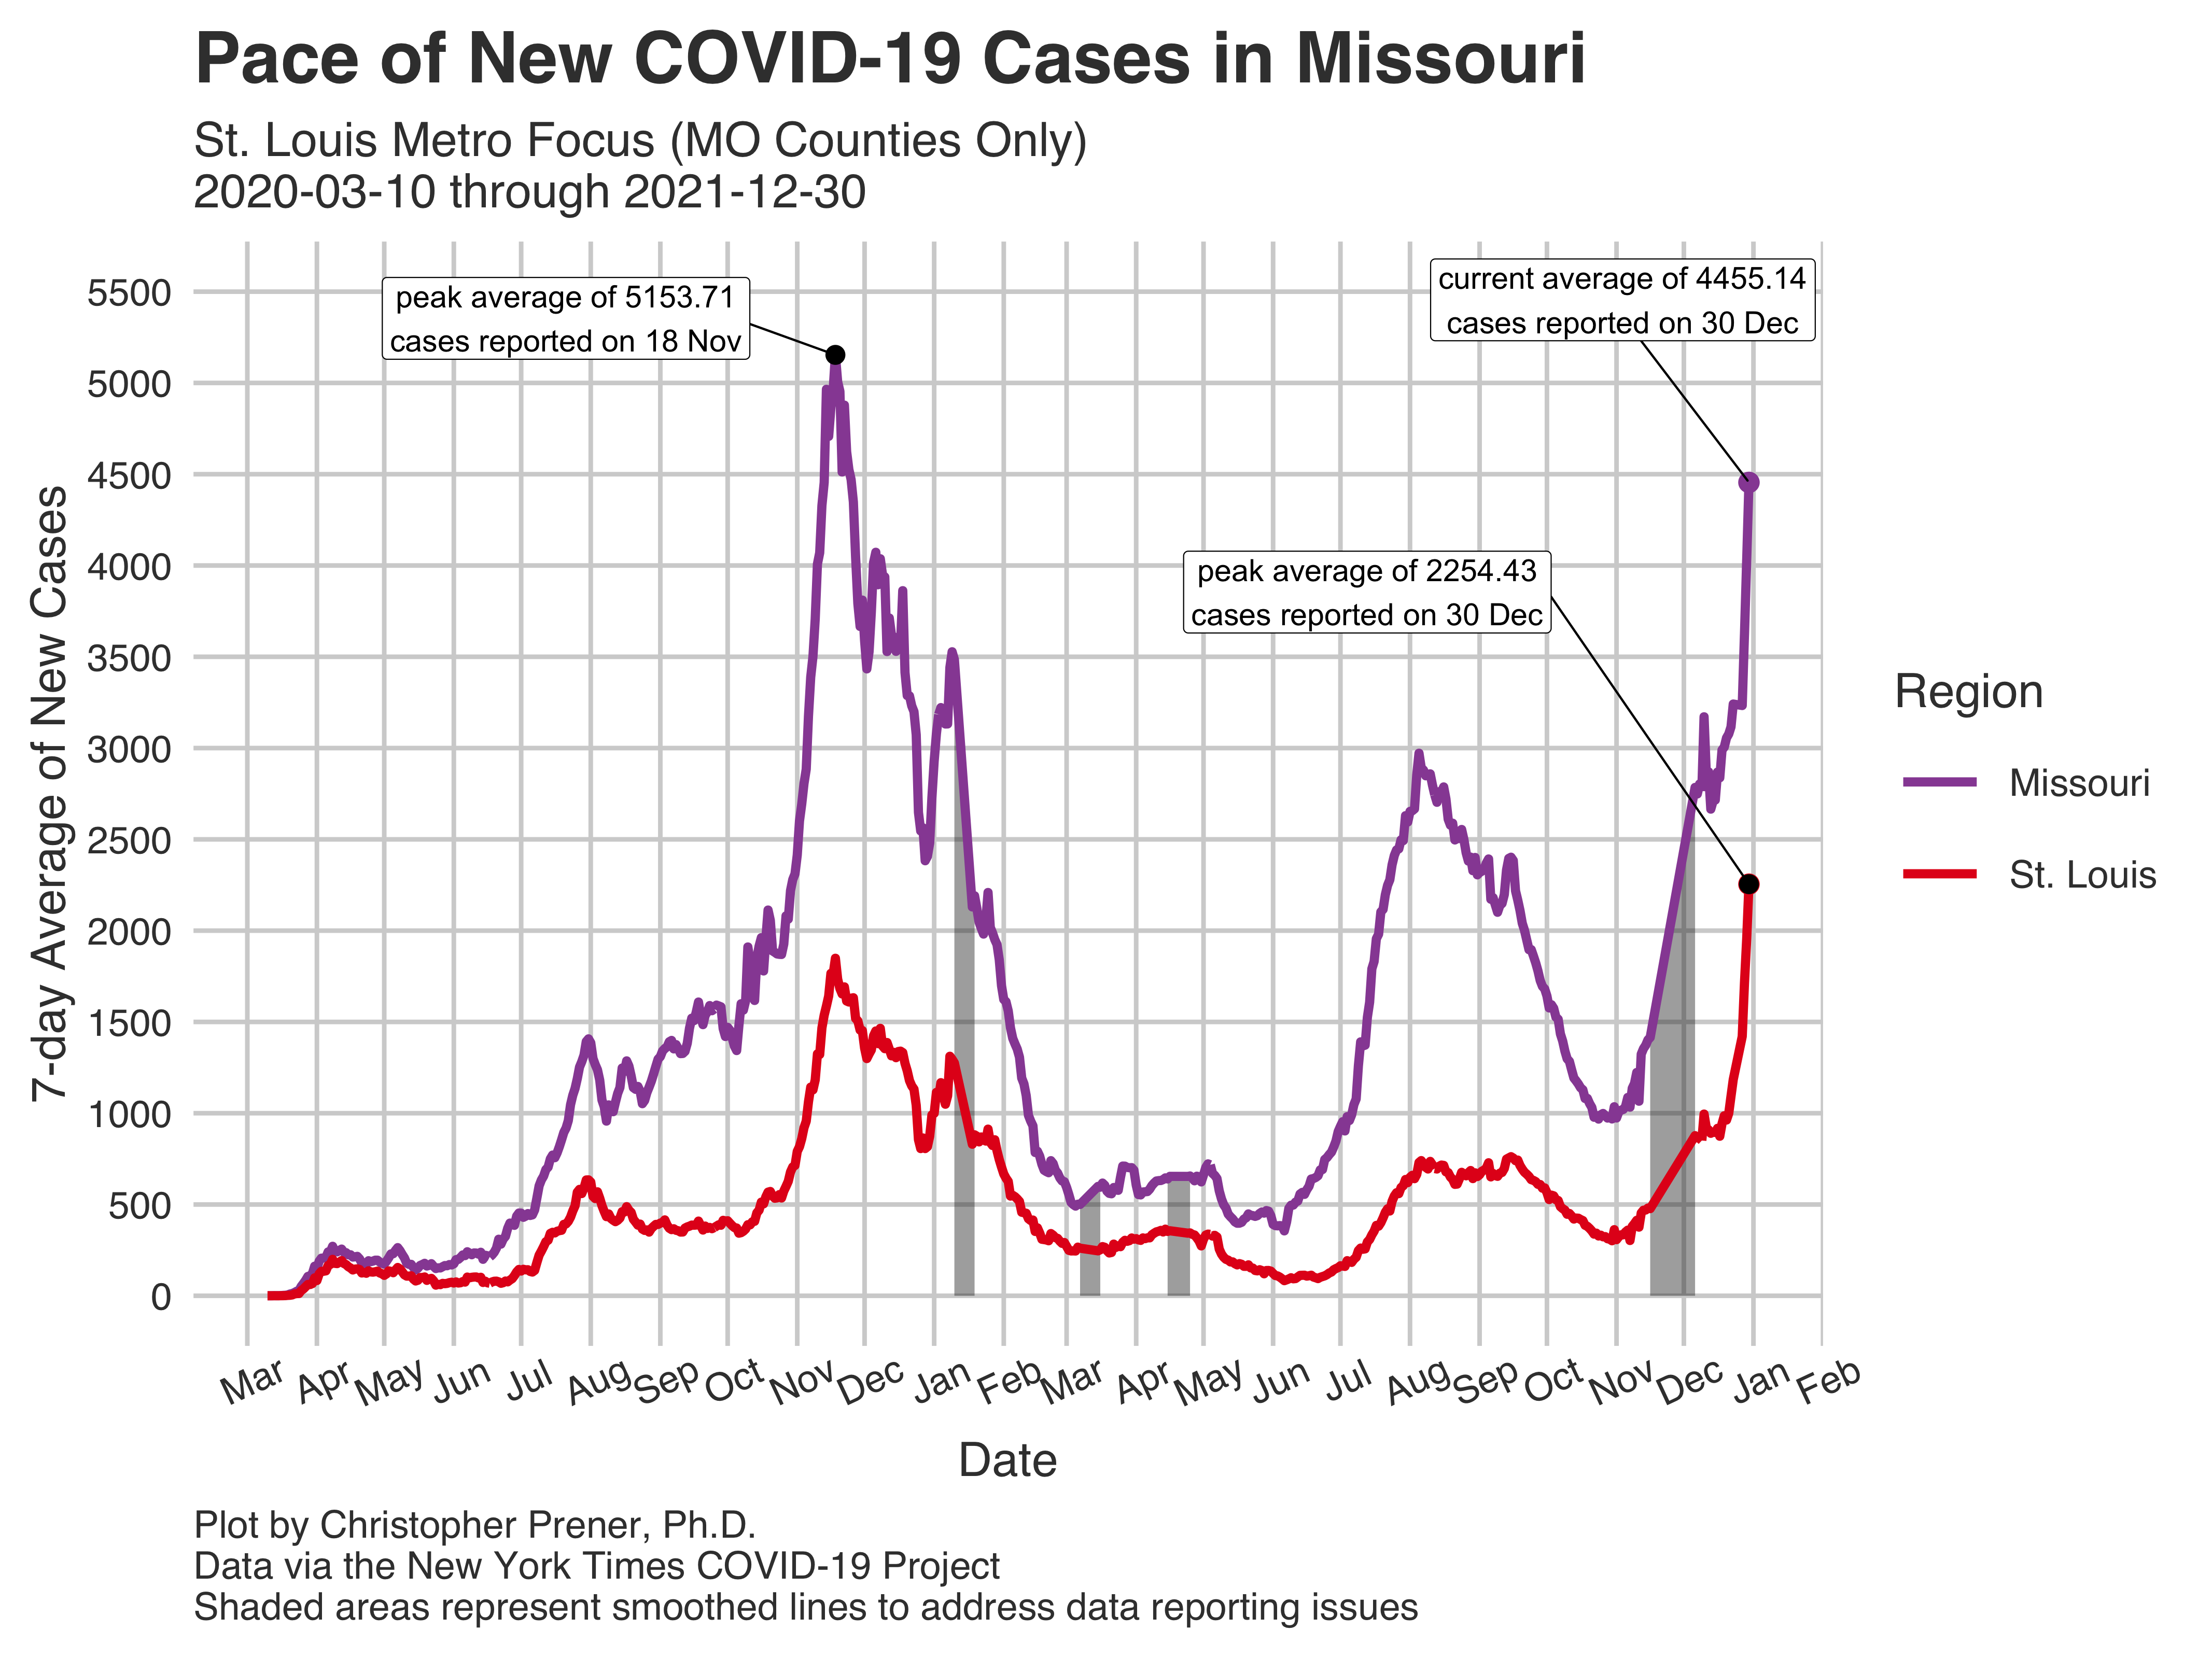 Pace of New COVID-19 Cases in Missouri
St. Louis Metro Focus (MO Counties Only)
2020-03-10 through 2021-12-30
peak average of 5153.71
cases reported on 18 Nov
current average of 4455.14
cases reported on 30 Dec
peak average of 2254.43
cases reported on 30 Dec
7-day Average of New Cases
5500
5000
4500
4000
3500
3000
2500
2000
1500
1000
500
0
Mar Apr May Jun Jul Aug Sep Oct Nov Dec Jan Feb Mar Apr May Jun Jul Aug Sep Oct Nov Dec Jan Feb
Date
Region
Missouri
St. Louis
Plot by Christopher Prener, Ph.D.
Data via the New York Times COVID-19 Project
Shaded areas represent smoothed lines to address data reporting issues